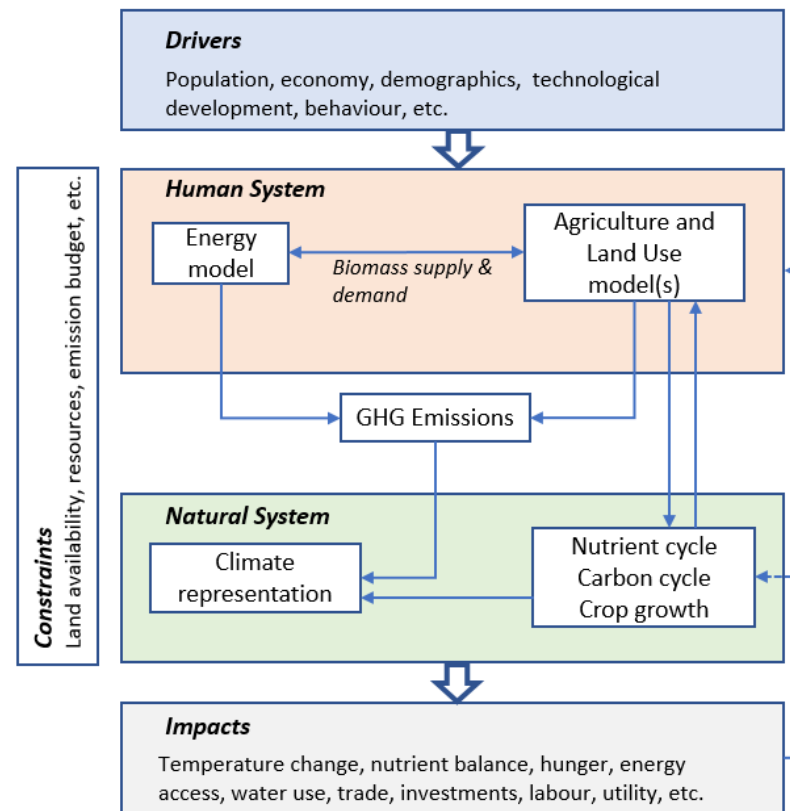 Drivers
Population, economy, demographics, technological
development, behaviour, etc.
Constraints
Land availability, resources, emission budget, etc.
Human System
Energy
model
Biomass supply &
demand
Agriculture and
Land Use
model(s)
GHG Emissions
Natural System
Climate
representation
Nutrient cycle
Carbon cycle
Crop growth
Impacts
Temperature change, nutrient balance, hunger, energy
access, water use, trade, investments, labour, utility, etc.